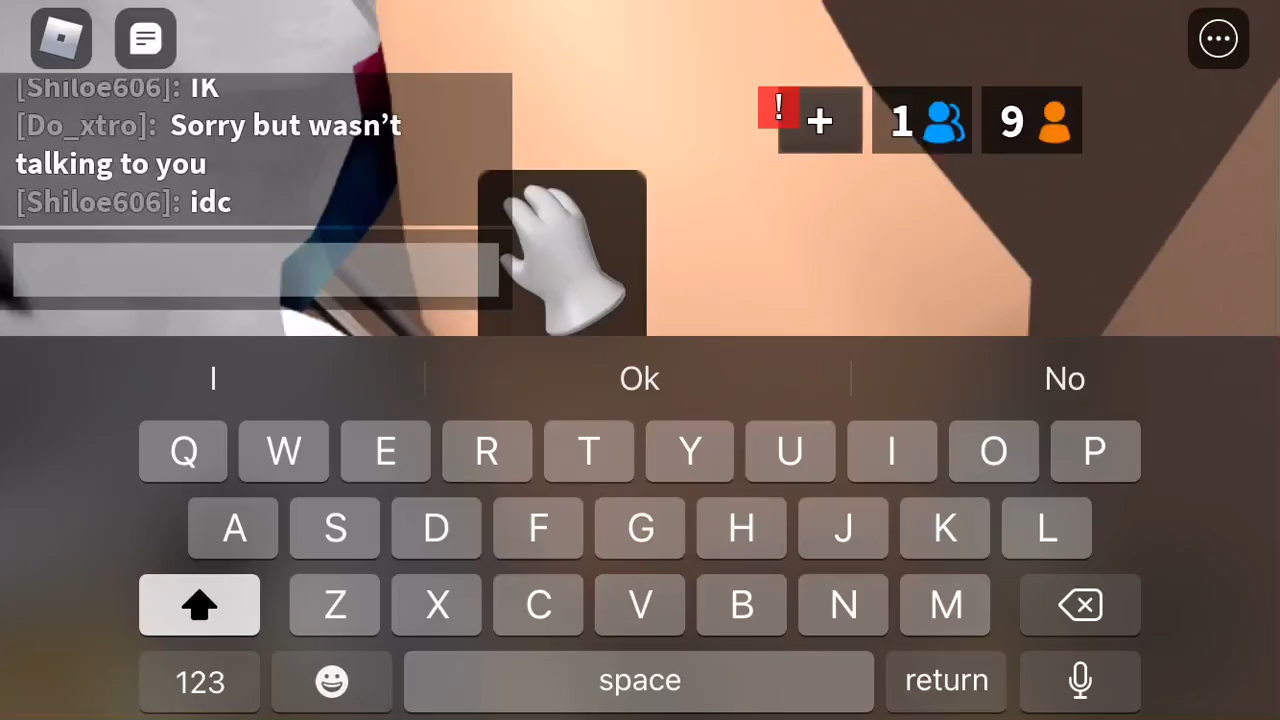 [Shiloe606]: IK
[Do_xtro]: Sorry but wasn’t
talking to you
[Shiloe606]: idc
! + 1 9
I Ok No
Q W E R T Y U I O P
A S D F G H J K L
Z X C V B N M
123 space return